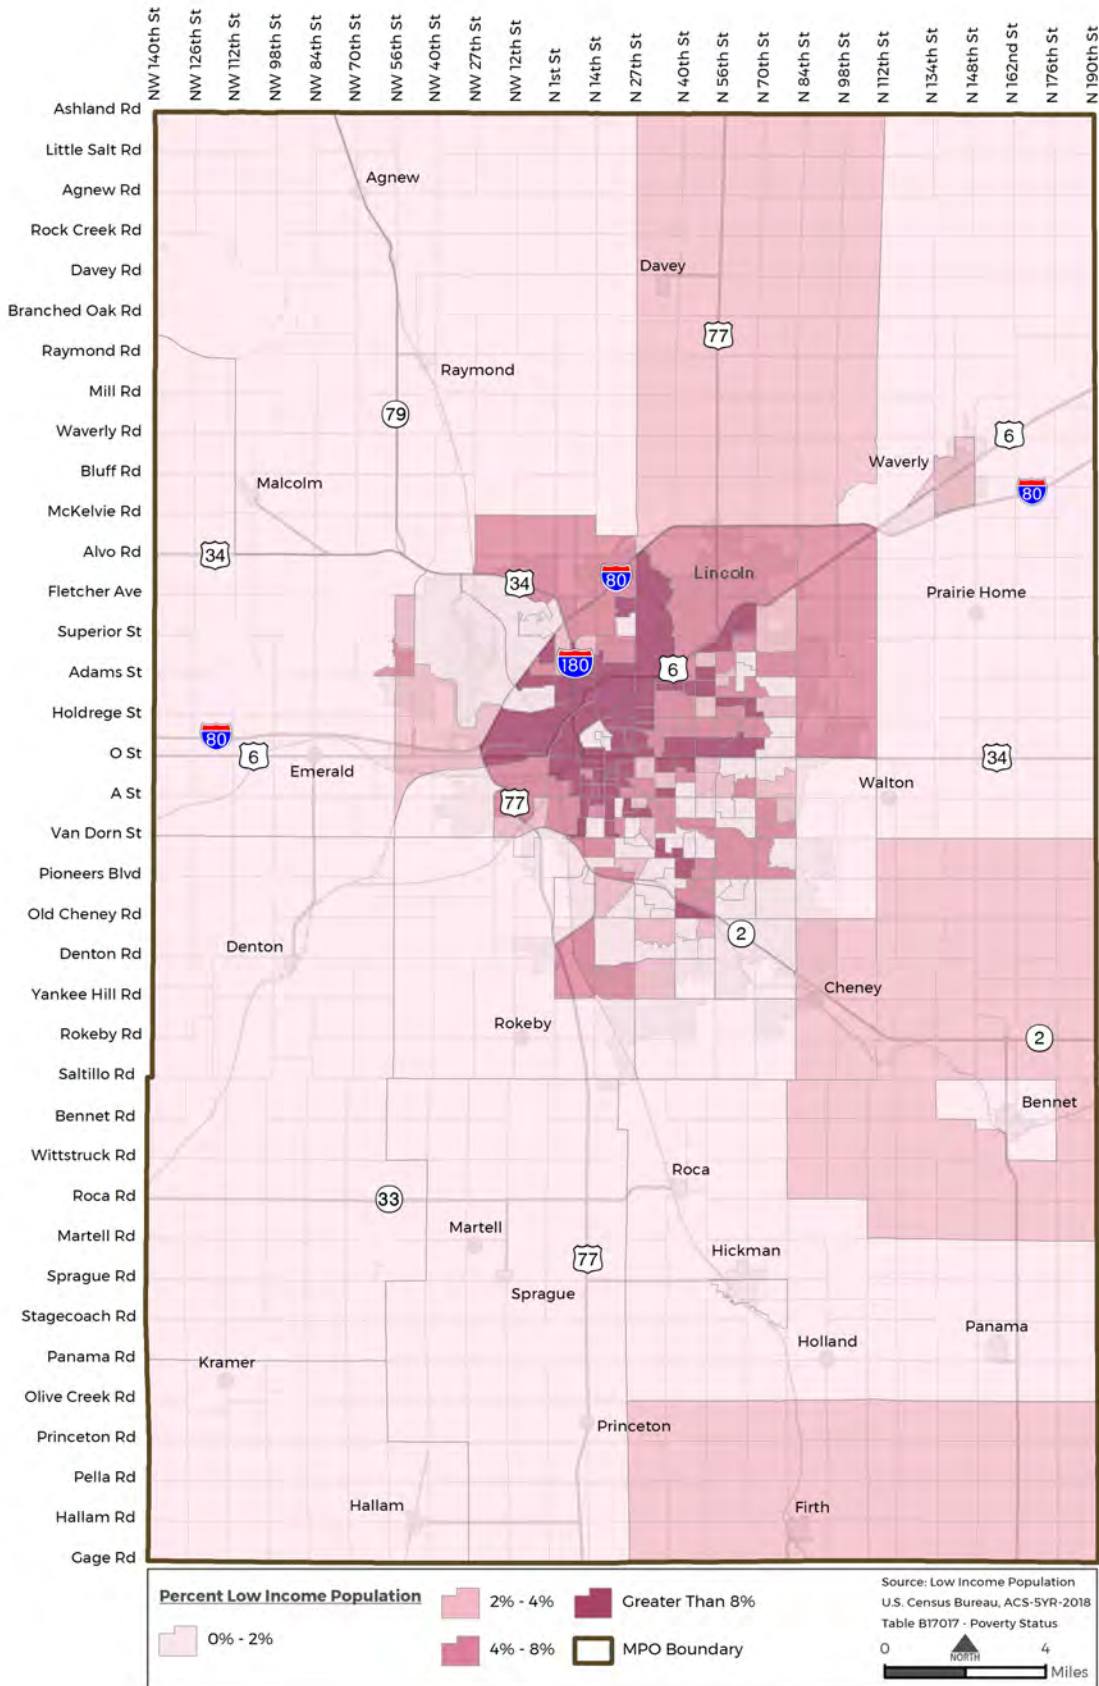 NW 140th St
NW 126th St
NW 112th St
NW 98th St
NW 84th St
NW 70th St
NW 56th St
NW 40th St
NW 27th St
NW 12th St
N 1st St
N 14th St
N 27th St
N 40th St
N 56th St
N 70th St
N 84th St
N 98th St
N 112th St
N 134th St
N 148th St
N 162nd St
N 176th St
N 190th St
Ashland Rd
Little Salt Rd
Agnew Rd
Rock Creek Rd
Davey Rd
Branched Oak Rd
Raymond Rd
Mill Rd
Waverly Rd
Bluff Rd
McKelvie Rd
Alvo Rd
Fletcher Ave
Superior St
Adams St
Holdrege St
O St
A St
Van Dorn St
Pioneers Blvd
Old Cheney Rd
Denton Rd
Yankee Hill Rd
Rokeby Rd
Saltillo Rd
Bennet Rd
Wittstruck Rd
Roca Rd
Martell Rd
Sprague Rd
Stagecoach Rd
Panama Rd
Olive Creek Rd
Princeton Rd
Pella Rd
Hallam Rd
Gage Rd
Agnew
Davey
77
Raymond
79
6
Waverly
Malcolm
80
34
34
80
Lincoln
Prairie Home
180
6
80
6
Emerald
34
Walton
77
2
Denton
Cheney
Rokeby
2
Bennet
Roca
33
Martell
77
Hickman
Sprague
Panama
Holland
Kramer
Princeton
Hallam
Firth
Percent Low Income Population
0% - 2%
2% - 4%
4% - 8%
Greater Than 8%
MPO Boundary
Source: Low Income Population
U.S. Census Bureau, ACS-5YR-2018
Table B17017 - Poverty Status
0
NORTH
4
Miles